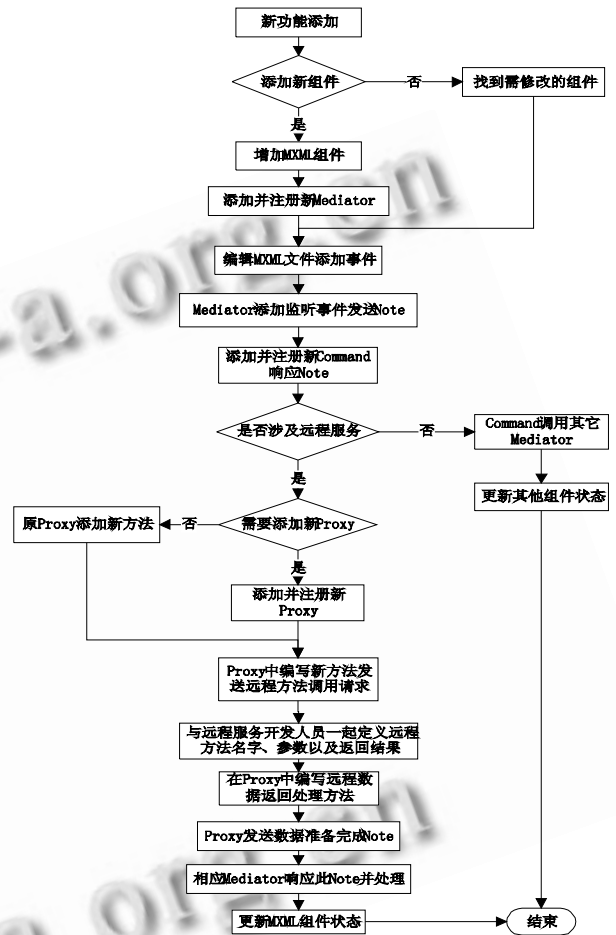 新功能添加
添加新组件
否
找到需修改的组件
是
增加MXML组件
添加并注册新Mediator
编辑MXML文件添加事件
Mediator添加监听事件发送Note
添加并注册新Command
响应Note
是否涉及远程服务
否
Command调用其它
Mediator
更新其他组件状态
是
需要添加新Proxy
否
原Proxy添加新方法
是
添加并注册新
Proxy
Proxy中编写新方法发
送远程方法调用请求
与远程服务开发人员一起定义远程
方法名字、参数以及返回结果
在Proxy中编写远程数
据返回处理方法
Proxy发送数据准备完成Note
相应Mediator响应此Note并处理
更新MXML组件状态
结束
-a.org.cn
a.org.cn